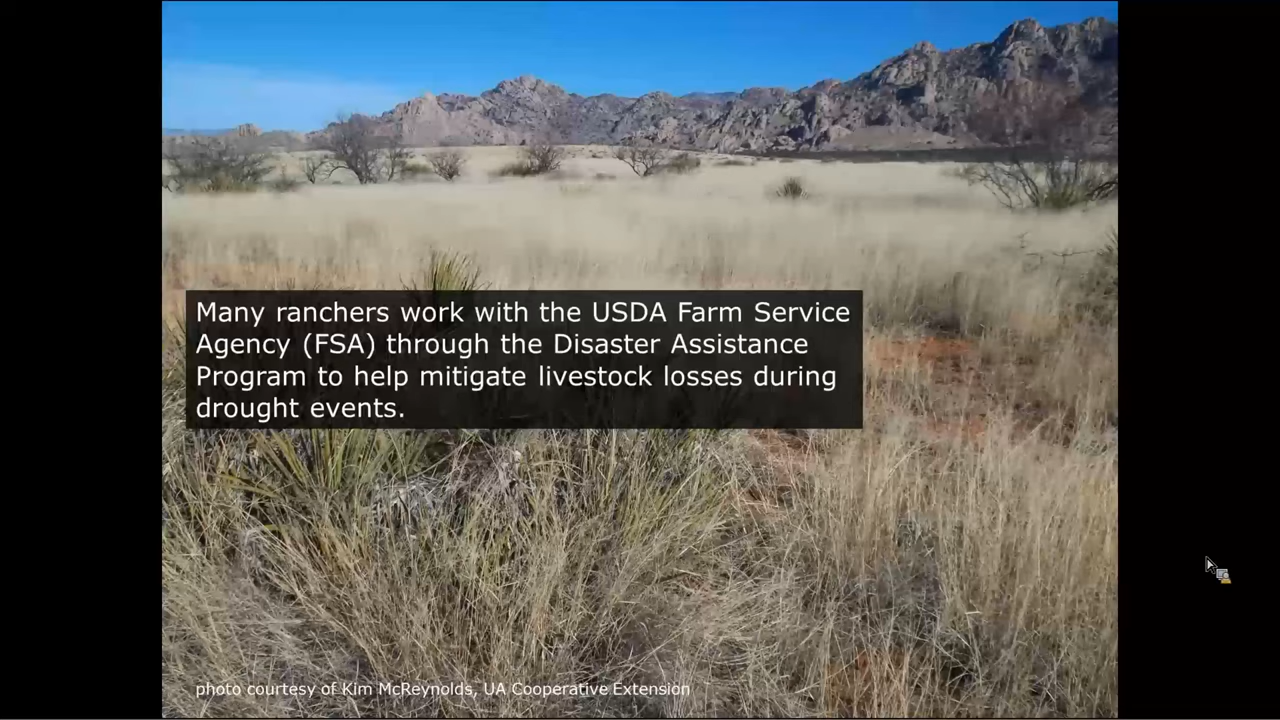 Many ranchers work with the USDA Farm Service
Agency (FSA) through the Disaster Assistance
Program to help mitigate livestock losses during
drought events.
photo courtesy of Kim McReynolds, UA Cooperative Extension